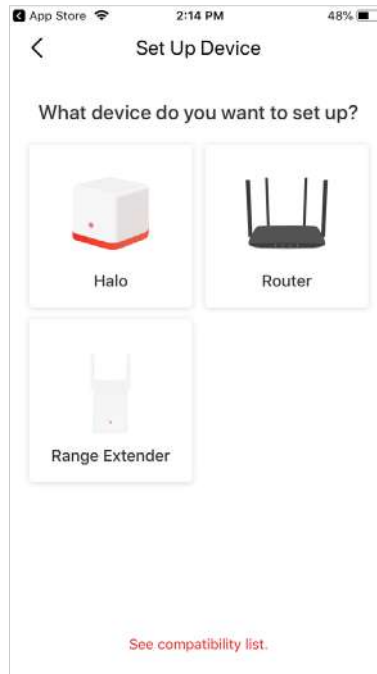 App Store 2:14 PM 48%
Set Up Device
What device do you want to set up?
Halo Router
Range Extender
See compatibility list.